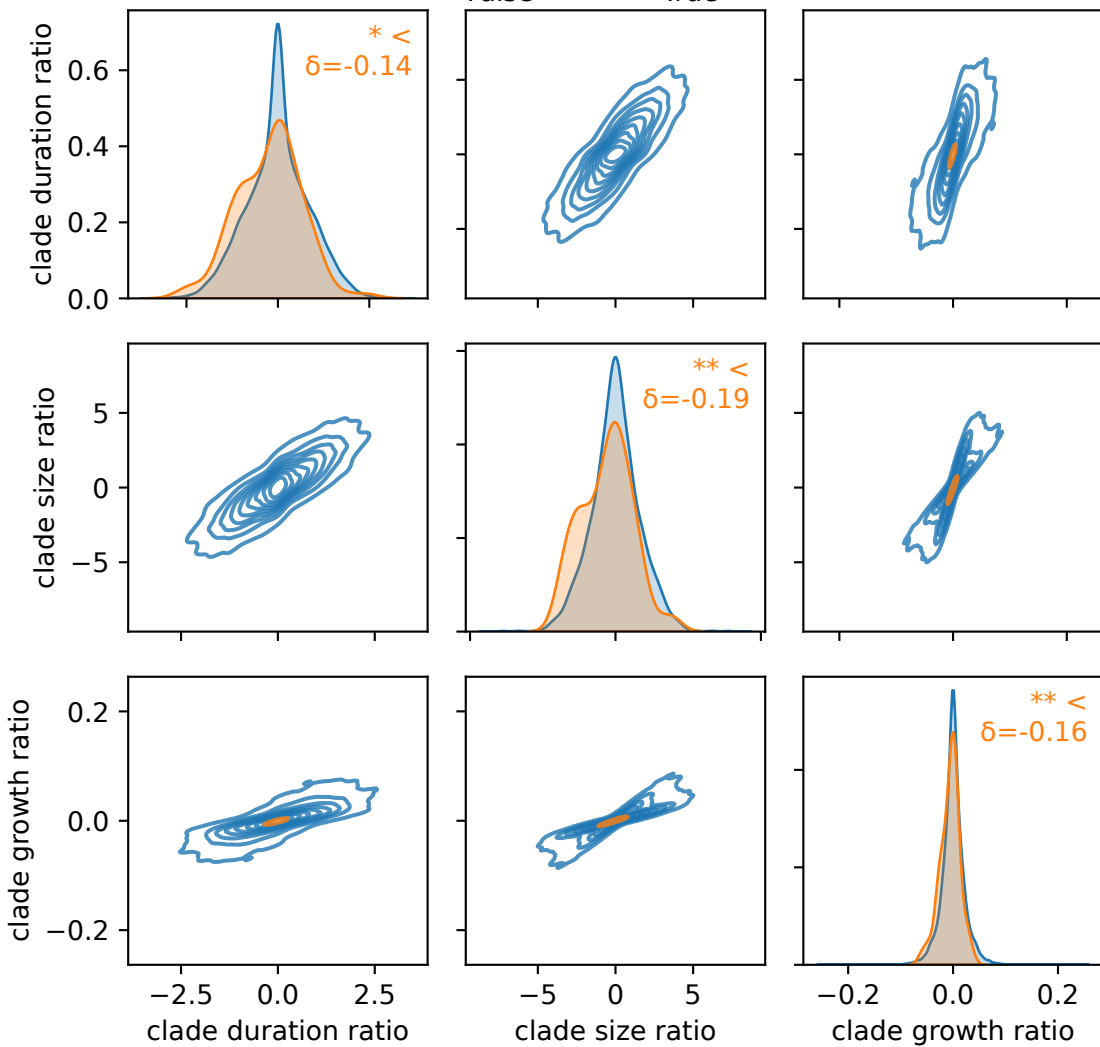 True
clade duration ratio
0.6
0.4
0.2
0.0
* <
δ=-0.14
clade size ratio
5
0
−5
** <
δ=-0.19
clade growth ratio
0.2
0.0
−0.2
** <
δ=-0.16
−2.5 0.0 2.5
−5 0 5
−0.2 0.0 0.2
clade duration ratio
clade size ratio
clade growth ratio